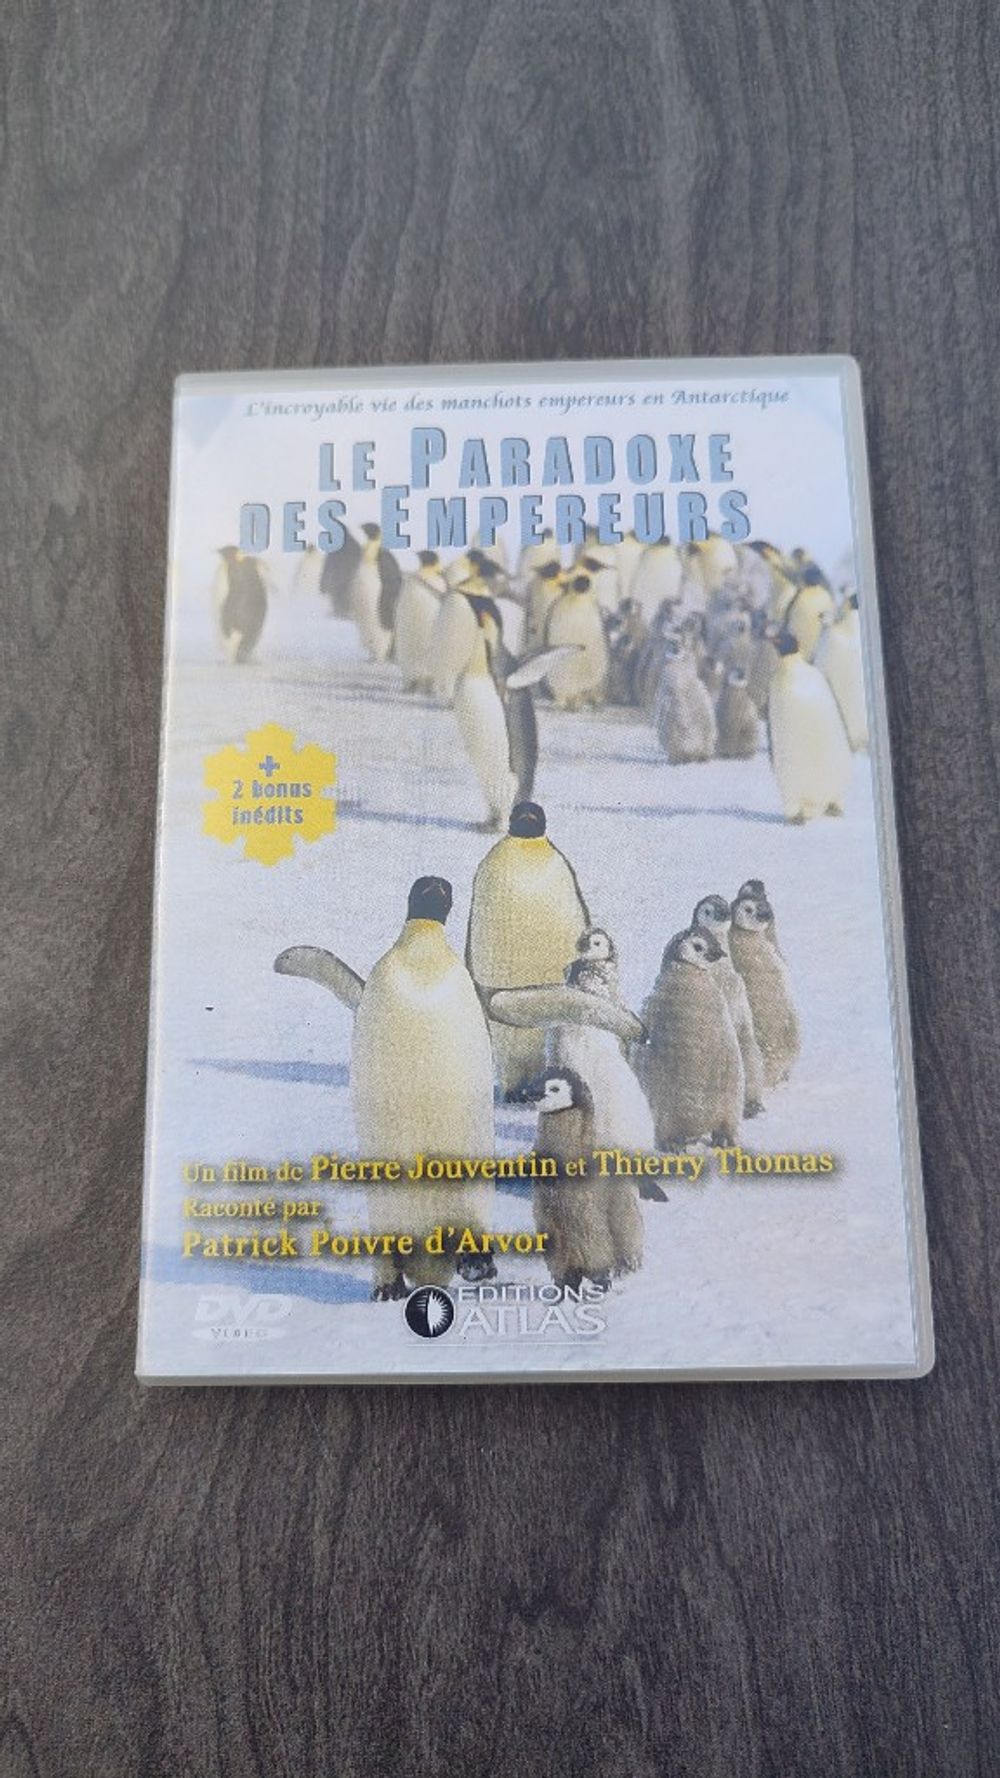 L'incroyable vie des manchots empereurs en Antarctique
LE PARADOXE
DES EMPEREURS
+
2 bonus
inédits
Un film de Pierre Jouventin et Thierry Thomas
Raconté par
Patrick Poivre d'Arvor
DVD
VIDEO
EDITIONS
ATLAS